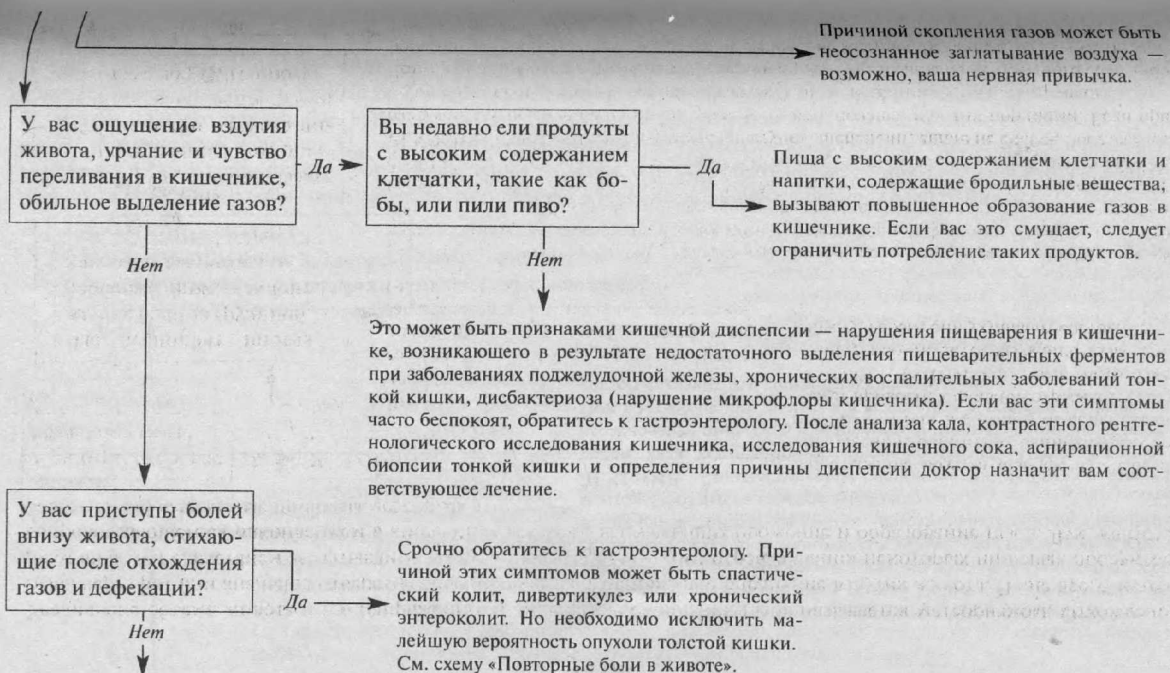 Причиной скопления газов может быть
неосознанное заглатывание воздуха —
возможно, ваша нервная привычка.
У вас ощущение вздутия
живота, урчание и чувство
переливания в кишечнике,
обильное выделение газов?
Да
Вы недавно ели продукты
с высоким содержанием
клетчатки, такие как бо-
бы, или пили пиво?
Да
Пища с высоким содержанием клетчатки и
напитки, содержащие бродильные вещества,
вызывают повышенное образование газов в
кишечнике. Если вас это смущает, следует
ограничить потребление таких продуктов.
Нет
Нет
Это может быть признаками кишечной диспепсии — нарушения пищеварения в кишечни-
ке, возникающего в результате недостаточного выделения пищеварительных ферментов
при заболеваниях поджелудочной железы, хронических воспалительных заболеваний тон-
кой кишки, дисбактериоза (нарушение микрофлоры кишечника). Если вас эти симптомы
часто беспокоят, обратитесь к гастроэнтерологу. После анализа кала, контрастного рентге-
нологического исследования кишечника, исследования кишечного сока, аспирационной
биопсии тонкой кишки и определения причины диспепсии доктор назначит вам соот-
ветствующее лечение.
У вас приступы болей
внизу живота, стихаю-
щие после отхождения
газов и дефекации?
Да
Срочно обратитесь к гастроэнтерологу. При-
чиной этих симптомов может быть спастиче-
ский колит, дивертикулез или хронический
энтероколит. Но необходимо исключить ма-
лейшую вероятность опухоли толстой кишки.
См. схему «Повторные боли в животе».
Нет